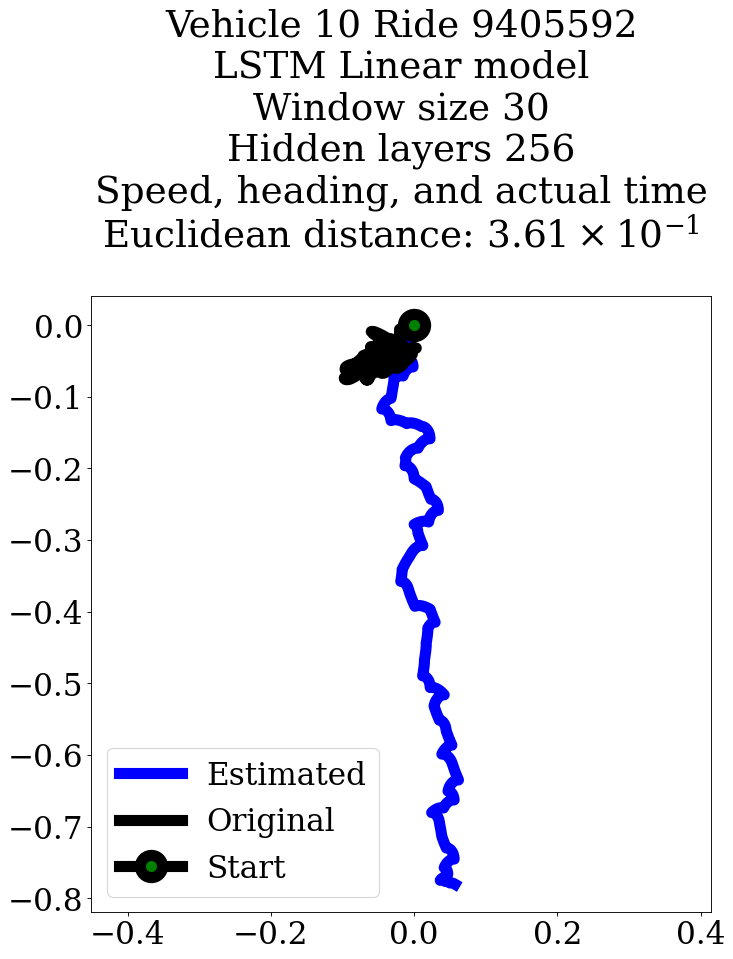 Vehicle 10 Ride 9405592
LSTM Linear model
Window size 30
Hidden layers 256
Speed, heading, and actual time
Euclidean distance: 3.61 × 10⁻¹
0.0
−0.1
−0.2
−0.3
−0.4
−0.5
−0.6
−0.7
−0.8
Estimated
Original
Start
−0.4 −0.2 0.0 0.2 0.4